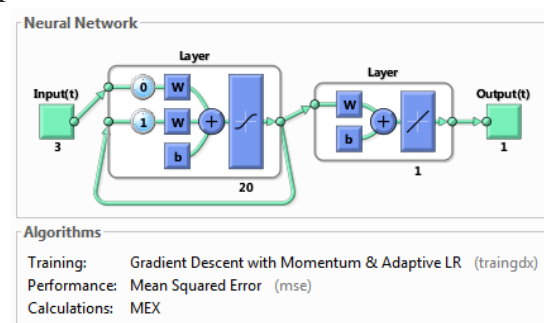 Neural Network
Layer
Layer
Input(t)
Output(t)
0
W
1
W
b
W
b
3
20
1
1
Algorithms
Training: Gradient Descent with Momentum & Adaptive LR (traingdx)
Performance: Mean Squared Error (mse)
Calculations: MEX